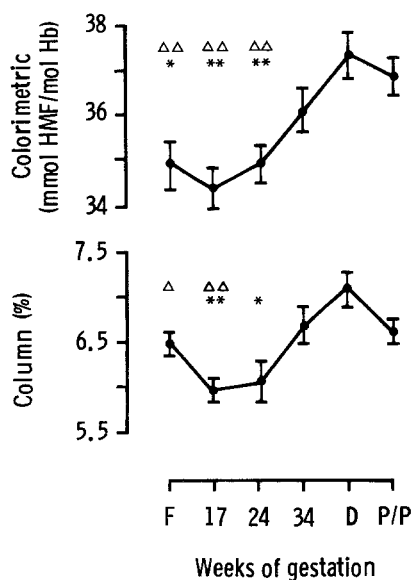 Colorimetric
(mmol HMF/mol Hb)
38
36
34
△△ △△ △△
* ** **
Column (%)
7.5
6.5
5.5
△ △△
** *
F 17 24 34 D P/P
Weeks of gestation